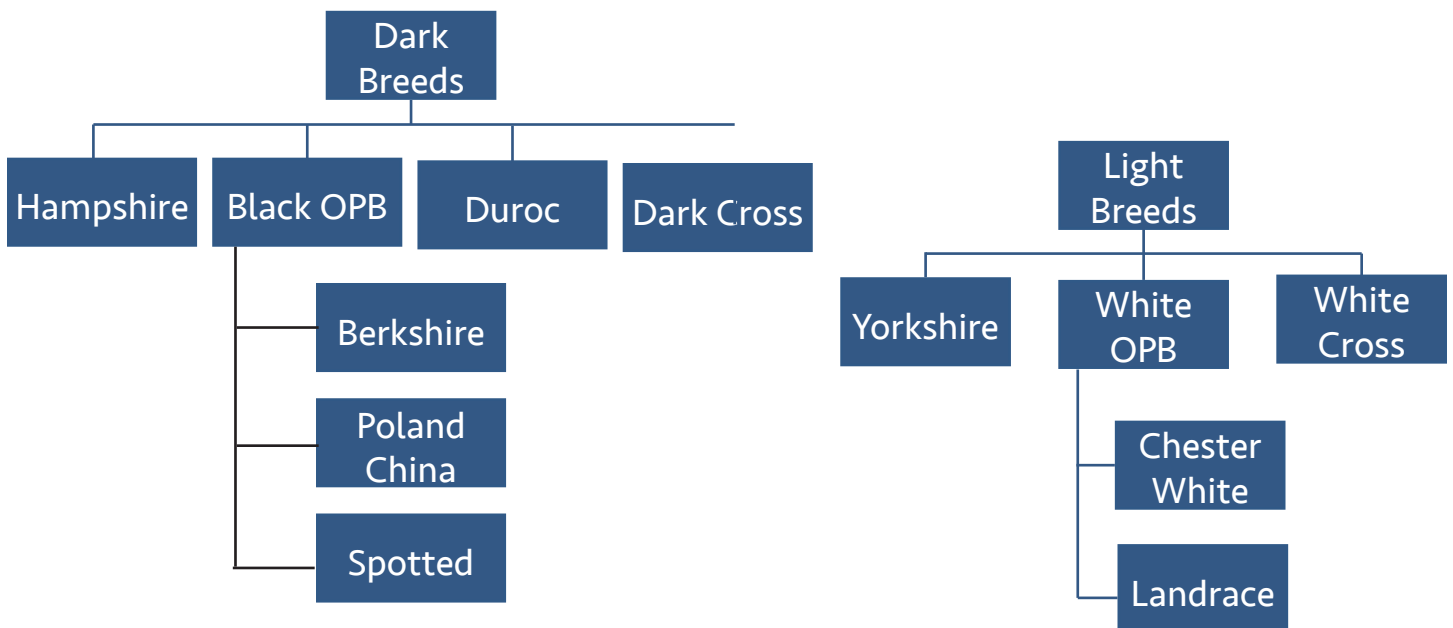 Dark
Breeds
Hampshire
Black OPB
Duroc
Dark Cross
Berkshire
Poland
China
Spotted
Light
Breeds
Yorkshire
White
OPB
White
Cross
Chester
White
Landrace